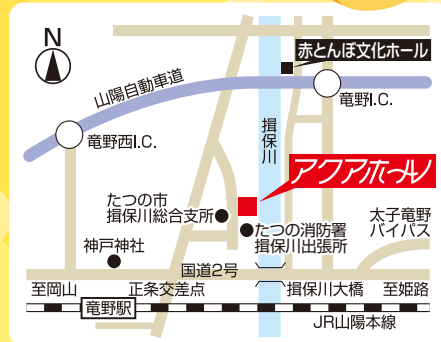 N
赤とんぼ文化ホール
山陽自動車道
竜野I.C.
竜野西I.C.
揖保川
アクアホール
たつの市
揖保川総合支所
たつの消防署
揖保川出張所
太子竜野
バイパス
神戸神社
国道2号
至岡山
正条交差点
揖保川大橋
至姫路
竜野駅
JR山陽本線